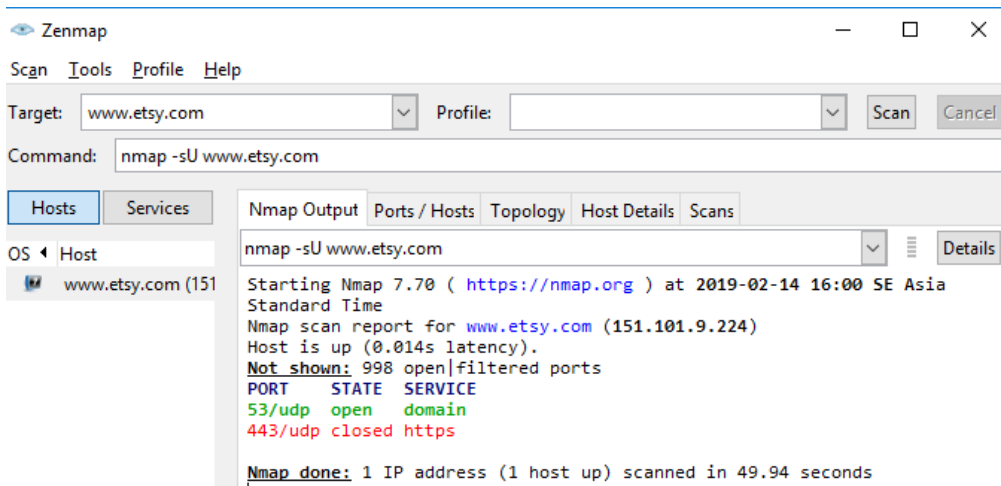 Zenmap
Scan Tools Profile Help
Target: www.etsy.com Profile: Scan Cancel
Command: nmap -sU www.etsy.com
Hosts Services Nmap Output Ports / Hosts Topology Host Details Scans
nmap -sU www.etsy.com Details
OS Host
www.etsy.com (151
Starting Nmap 7.70 ( https://nmap.org ) at 2019-02-14 16:00 SE Asia
Standard Time
Nmap scan report for www.etsy.com (151.101.9.224)
Host is up (0.014s latency).
Not shown: 998 open|filtered ports
PORT STATE SERVICE
53/udp open domain
443/udp closed https
Nmap done: 1 IP address (1 host up) scanned in 49.94 seconds